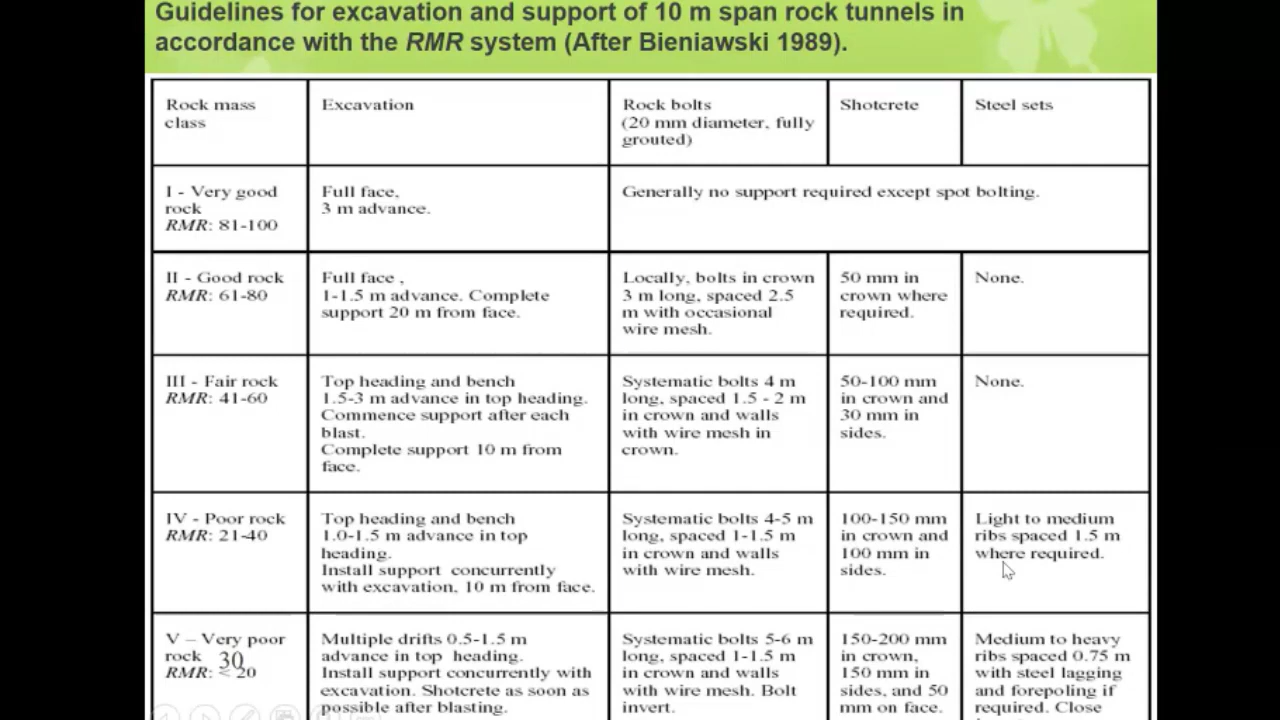 Guidelines for excavation and support of 10 m span rock tunnels in
accordance with the RMR system (After Bieniawski 1989).
Rock mass
class
Excavation
Rock bolts
(20 mm diameter, fully
grouted)
Shotcrete
Steel sets
I - Very good
rock
RMR: 81-100
Full face,
3 m advance.
Generally no support required except spot bolting.
II - Good rock
RMR: 61-80
Full face ,
1-1.5 m advance. Complete
support 20 m from face.
Locally, bolts in crown
3 m long, spaced 2.5
m with occasional
wire mesh.
50 mm in
crown where
required.
None.
III - Fair rock
RMR: 41-60
Top heading and bench
1.5-3 m advance in top heading.
Commence support after each
blast.
Complete support 10 m from
face.
Systematic bolts 4 m
long, spaced 1.5 - 2 m
in crown and walls
with wire mesh in
crown.
50-100 mm
in crown and
30 mm in
sides.
None.
IV - Poor rock
RMR: 21-40
Top heading and bench
1.0-1.5 m advance in top
heading.
Install support concurrently
with excavation, 10 m from face.
Systematic bolts 4-5 m
long, spaced 1-1.5 m
in crown and walls
with wire mesh.
100-150 mm
in crown and
100 mm in
sides.
Light to medium
ribs spaced 1.5 m
where required.
V – Very poor
rock
30
RMR: < 20
Multiple drifts 0.5-1.5 m
advance in top heading.
Install support concurrently with
excavation. Shotcrete as soon as
possible after blasting.
Systematic bolts 5-6 m
long, spaced 1-1.5 m
in crown and walls
with wire mesh. Bolt
invert.
150-200 mm
in crown,
150 mm in
sides, and 50
mm on face.
Medium to heavy
ribs spaced 0.75 m
with steel lagging
and forepoling if
required. Close